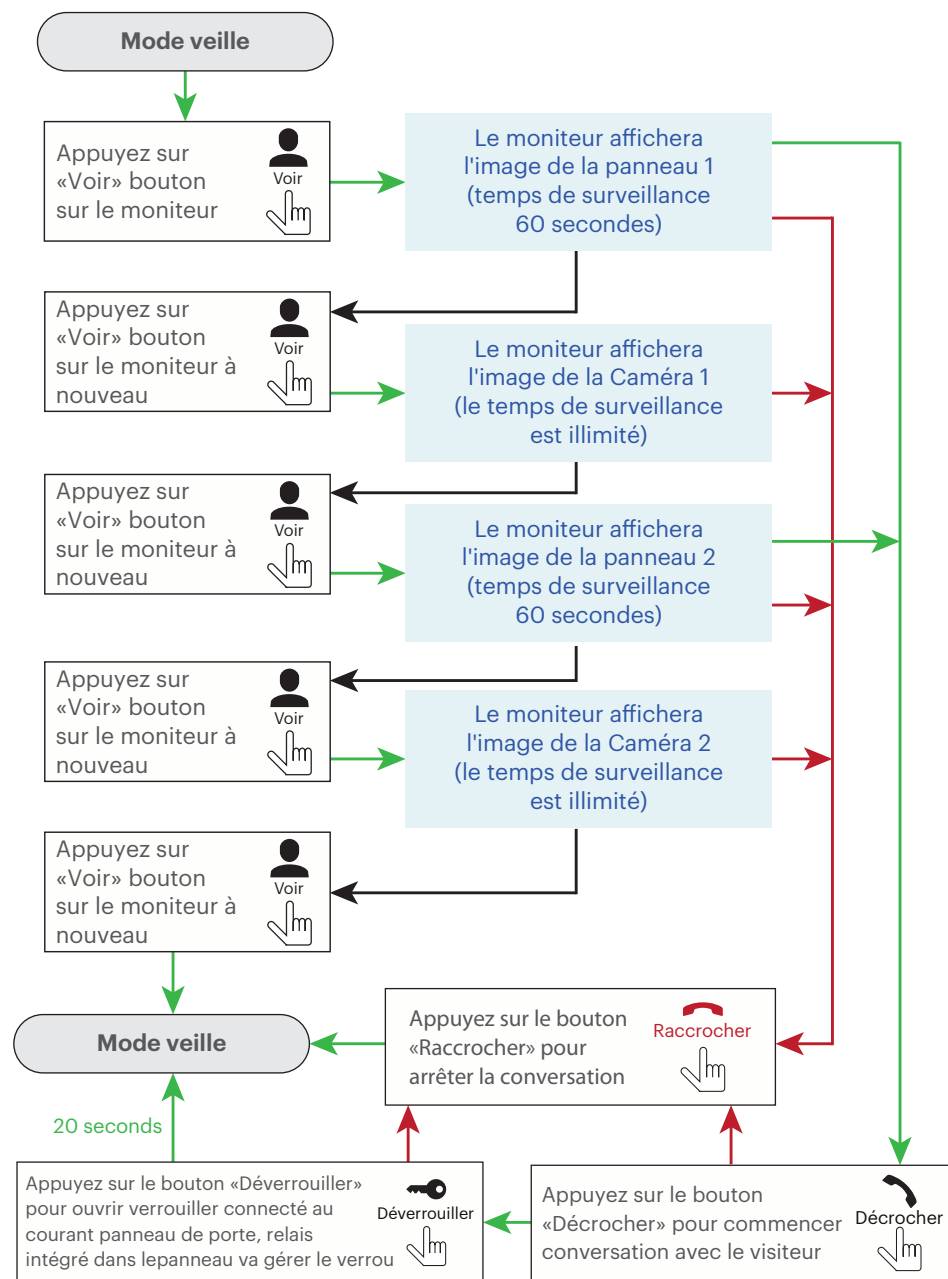 Mode veille
Appuyez sur
«Voir» bouton
sur le moniteur
Voir
Le moniteur affichera
l'image de la panneau 1
(temps de surveillance
60 secondes)
Appuyez sur
«Voir» bouton
sur le moniteur à
nouveau
Voir
Le moniteur affichera
l'image de la Caméra 1
(le temps de surveillance
est illimité)
Appuyez sur
«Voir» bouton
sur le moniteur à
nouveau
Voir
Le moniteur affichera
l'image de la panneau 2
(temps de surveillance
60 secondes)
Appuyez sur
«Voir» bouton
sur le moniteur à
nouveau
Voir
Le moniteur affichera
l'image de la Caméra 2
(le temps de surveillance
est illimité)
Appuyez sur
«Voir» bouton
sur le moniteur à
nouveau
Voir
Mode veille
Appuyez sur le bouton
«Raccrocher» pour
arrêter la conversation
Raccrocher
20 seconds
Appuyez sur le bouton «Déverrouiller»
pour ouvrir verrouiller connecté au
courant panneau de porte, relais
intégré dans lepanneau va gérer le verrou
Déverrouiller
Appuyez sur le bouton
«Décrocher» pour commencer
conversation avec le visiteur
Décrocher